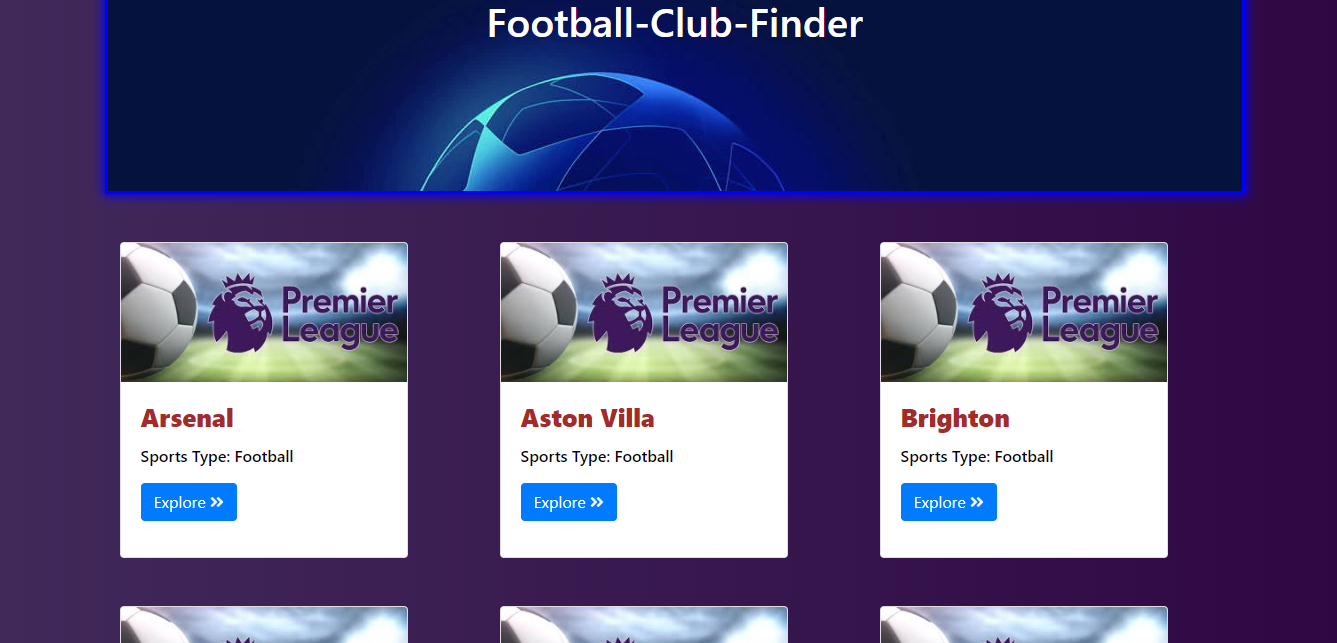 Football-Club-Finder
Premier
League
Premier
League
Premier
League
Arsenal
Aston Villa
Brighton
Sports Type: Football
Sports Type: Football
Sports Type: Football
Explore »
Explore »
Explore »